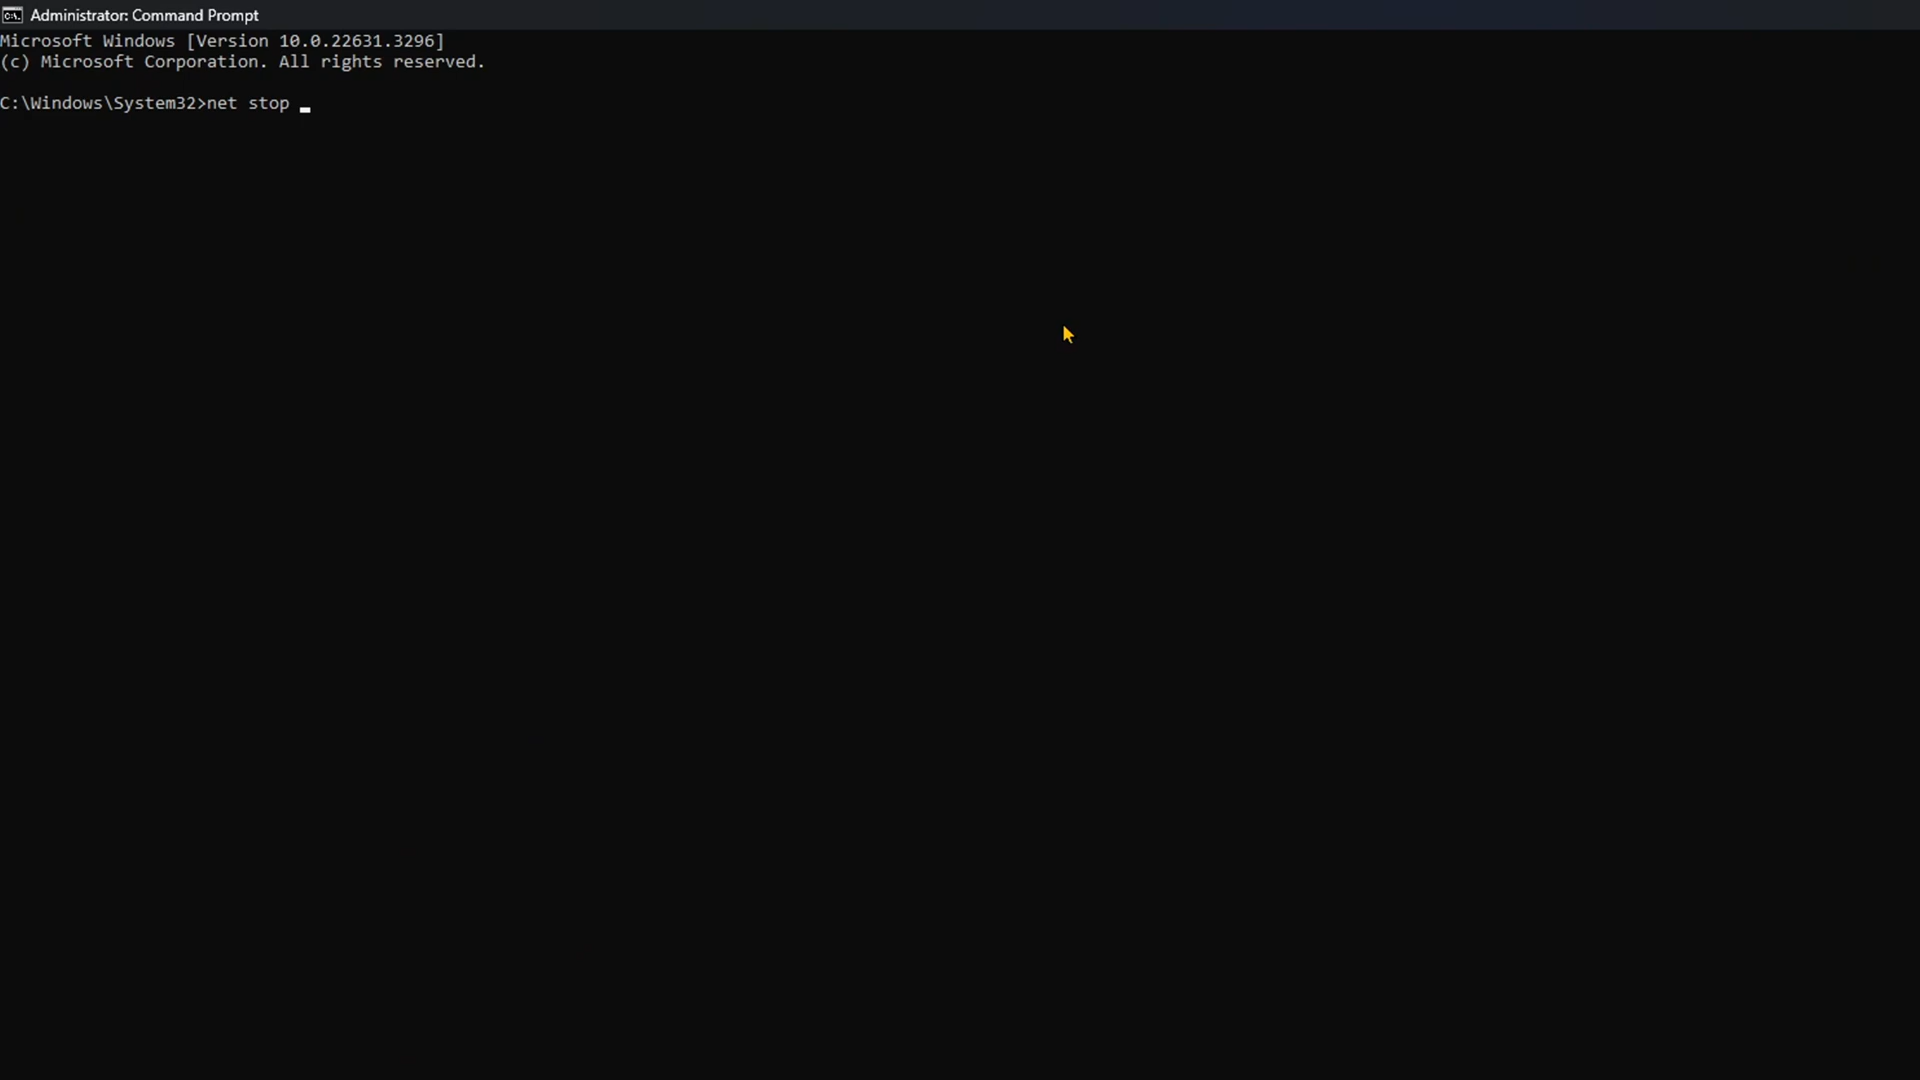 Administrator: Command Prompt
Microsoft Windows [Version 10.0.22631.3296]
(c) Microsoft Corporation. All rights reserved.
C:\Windows\System32>net stop